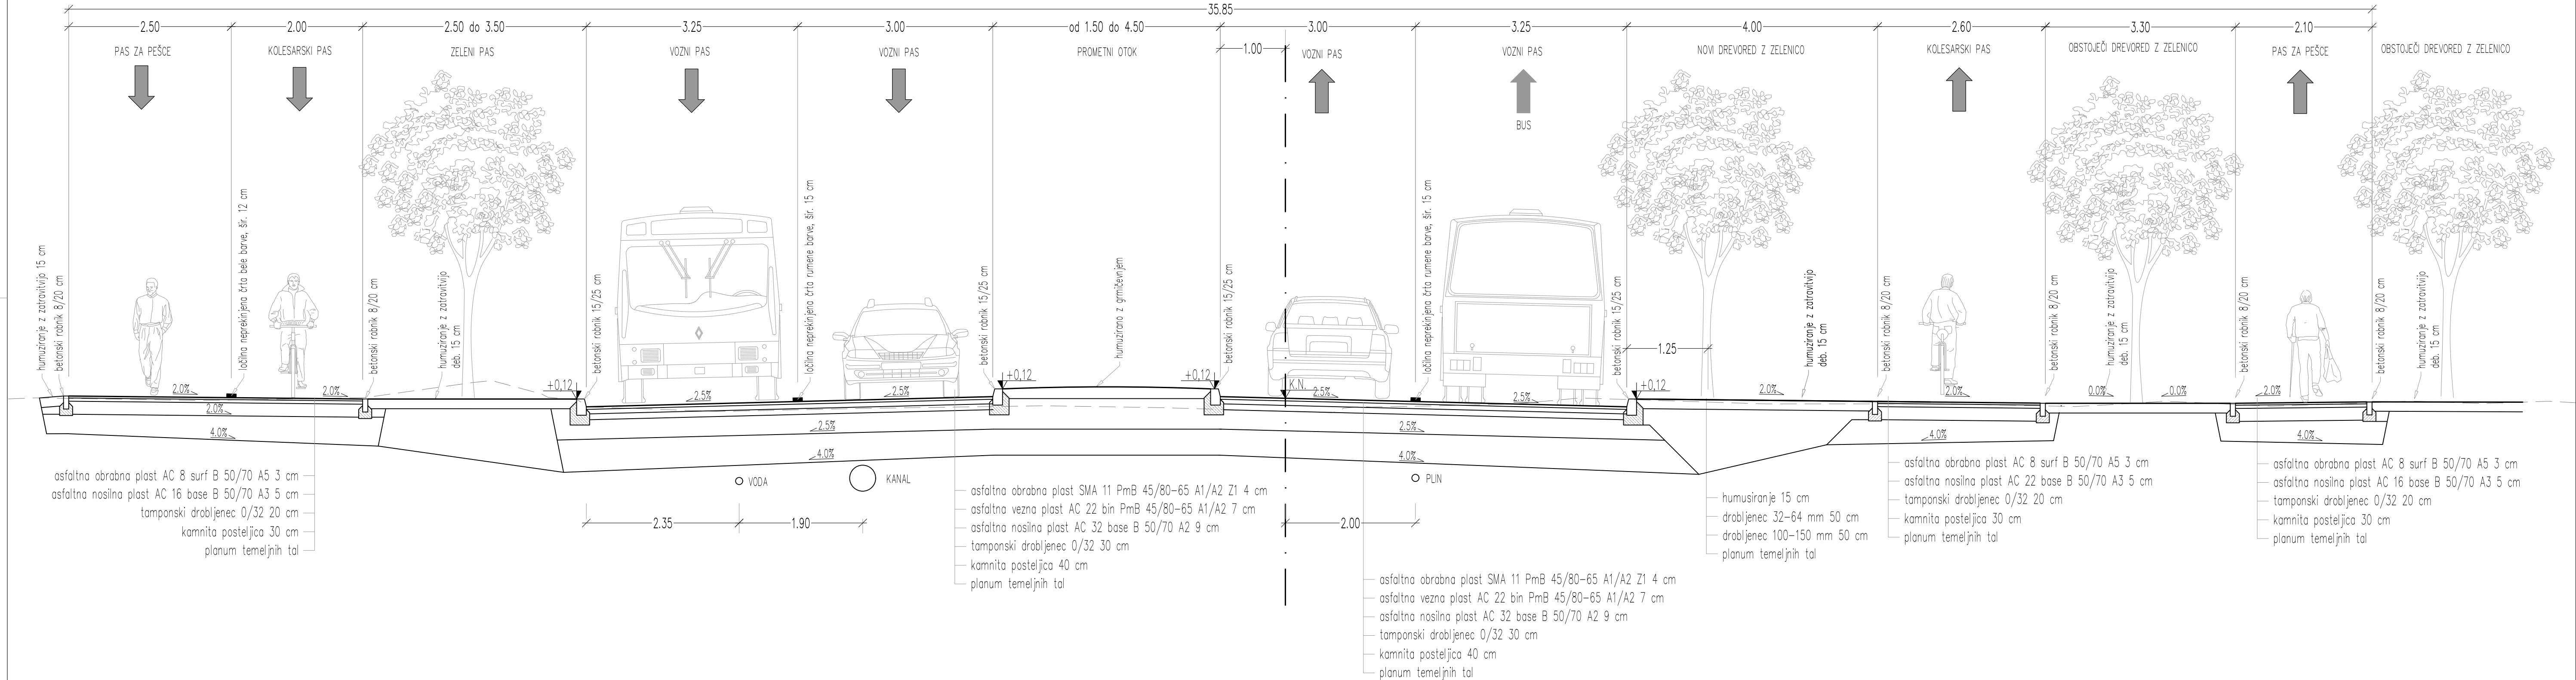 35.85
2.50
2.00
2.50 do 3.50
3.25
3.00
od 1.50 do 4.50
3.00
3.25
4.00
2.60
3.30
2.10
PAS ZA PEŠCE
KOLESARSKI PAS
ZELENI PAS
VOZNI PAS
VOZNI PAS
PROMETNI OTOK
1.00
VOZNI PAS
VOZNI PAS
BUS
NOVI DREVORED Z ZELENICO
KOLESARSKI PAS
OBSTOJEČI DREVORED Z ZELENICO
PAS ZA PEŠCE
OBSTOJEČI DREVORED Z ZELENICO
humuziranje z zatravitvijo 15 cm
betonski robnik 8/20 cm
ločilna neprekinjena črta bele barve, šir. 12 cm
betonski robnik 8/20 cm
humuziranje z zatravitvijo
deb. 15 cm
betonski robnik 15/25 cm
ločilna neprekinjena črta rumene barve, šir. 15 cm
betonski robnik 15/25 cm
humuzirano z grmičevnjem
betonski robnik 15/25 cm
ločilna neprekinjena črta rumene barve, šir. 15 cm
betonski robnik 15/25 cm
1.25
humuziranje z zatravitvijo
deb. 15 cm
betonski robnik 8/20 cm
betonski robnik 8/20 cm
humuziranje z zatravitvijo
deb. 15 cm
betonski robnik 8/20 cm
betonski robnik 8/20 cm
humuziranje z zatravitvijo
deb. 15 cm
2.0%
2.0%
+0,12
2.5%
2.5%
+0,12
+0,12
K.N.
2.5%
2.5%
+0,12
2.0%
2.0%
0.0%
0.0%
2.0%
2.0%
4.0%
2.5%
4.0%
2.5%
4.0%
4.0%
4.0%
VODA
KANAL
PLIN
2.35
1.90
2.00
asfaltna obrabna plast AC 8 surf B 50/70 A5 3 cm
asfaltna nosilna plast AC 16 base B 50/70 A3 5 cm
tamponski drobljenec 0/32 20 cm
kamnita posteljica 30 cm
planum temeljnih tal
asfaltna obrabna plast SMA 11 PmB 45/80-65 A1/A2 Z1 4 cm
asfaltna vezna plast AC 22 bin PmB 45/80-65 A1/A2 7 cm
asfaltna nosilna plast AC 32 base B 50/70 A2 9 cm
tamponski drobljenec 0/32 30 cm
kamnita posteljica 40 cm
planum temeljnih tal
asfaltna obrabna plast SMA 11 PmB 45/80-65 A1/A2 Z1 4 cm
asfaltna vezna plast AC 22 bin PmB 45/80-65 A1/A2 7 cm
asfaltna nosilna plast AC 32 base B 50/70 A2 9 cm
tamponski drobljenec 0/32 30 cm
kamnita posteljica 40 cm
planum temeljnih tal
humusiranje 15 cm
drobljenec 32-64 mm 50 cm
drobljenec 100-150 mm 50 cm
planum temeljnih tal
asfaltna obrabna plast AC 8 surf B 50/70 A5 3 cm
asfaltna nosilna plast AC 22 base B 50/70 A3 5 cm
tamponski drobljenec 0/32 20 cm
kamnita posteljica 30 cm
planum temeljnih tal
asfaltna obrabna plast AC 8 surf B 50/70 A5 3 cm
asfaltna nosilna plast AC 16 base B 50/70 A3 5 cm
tamponski drobljenec 0/32 20 cm
kamnita posteljica 30 cm
planum temeljnih tal